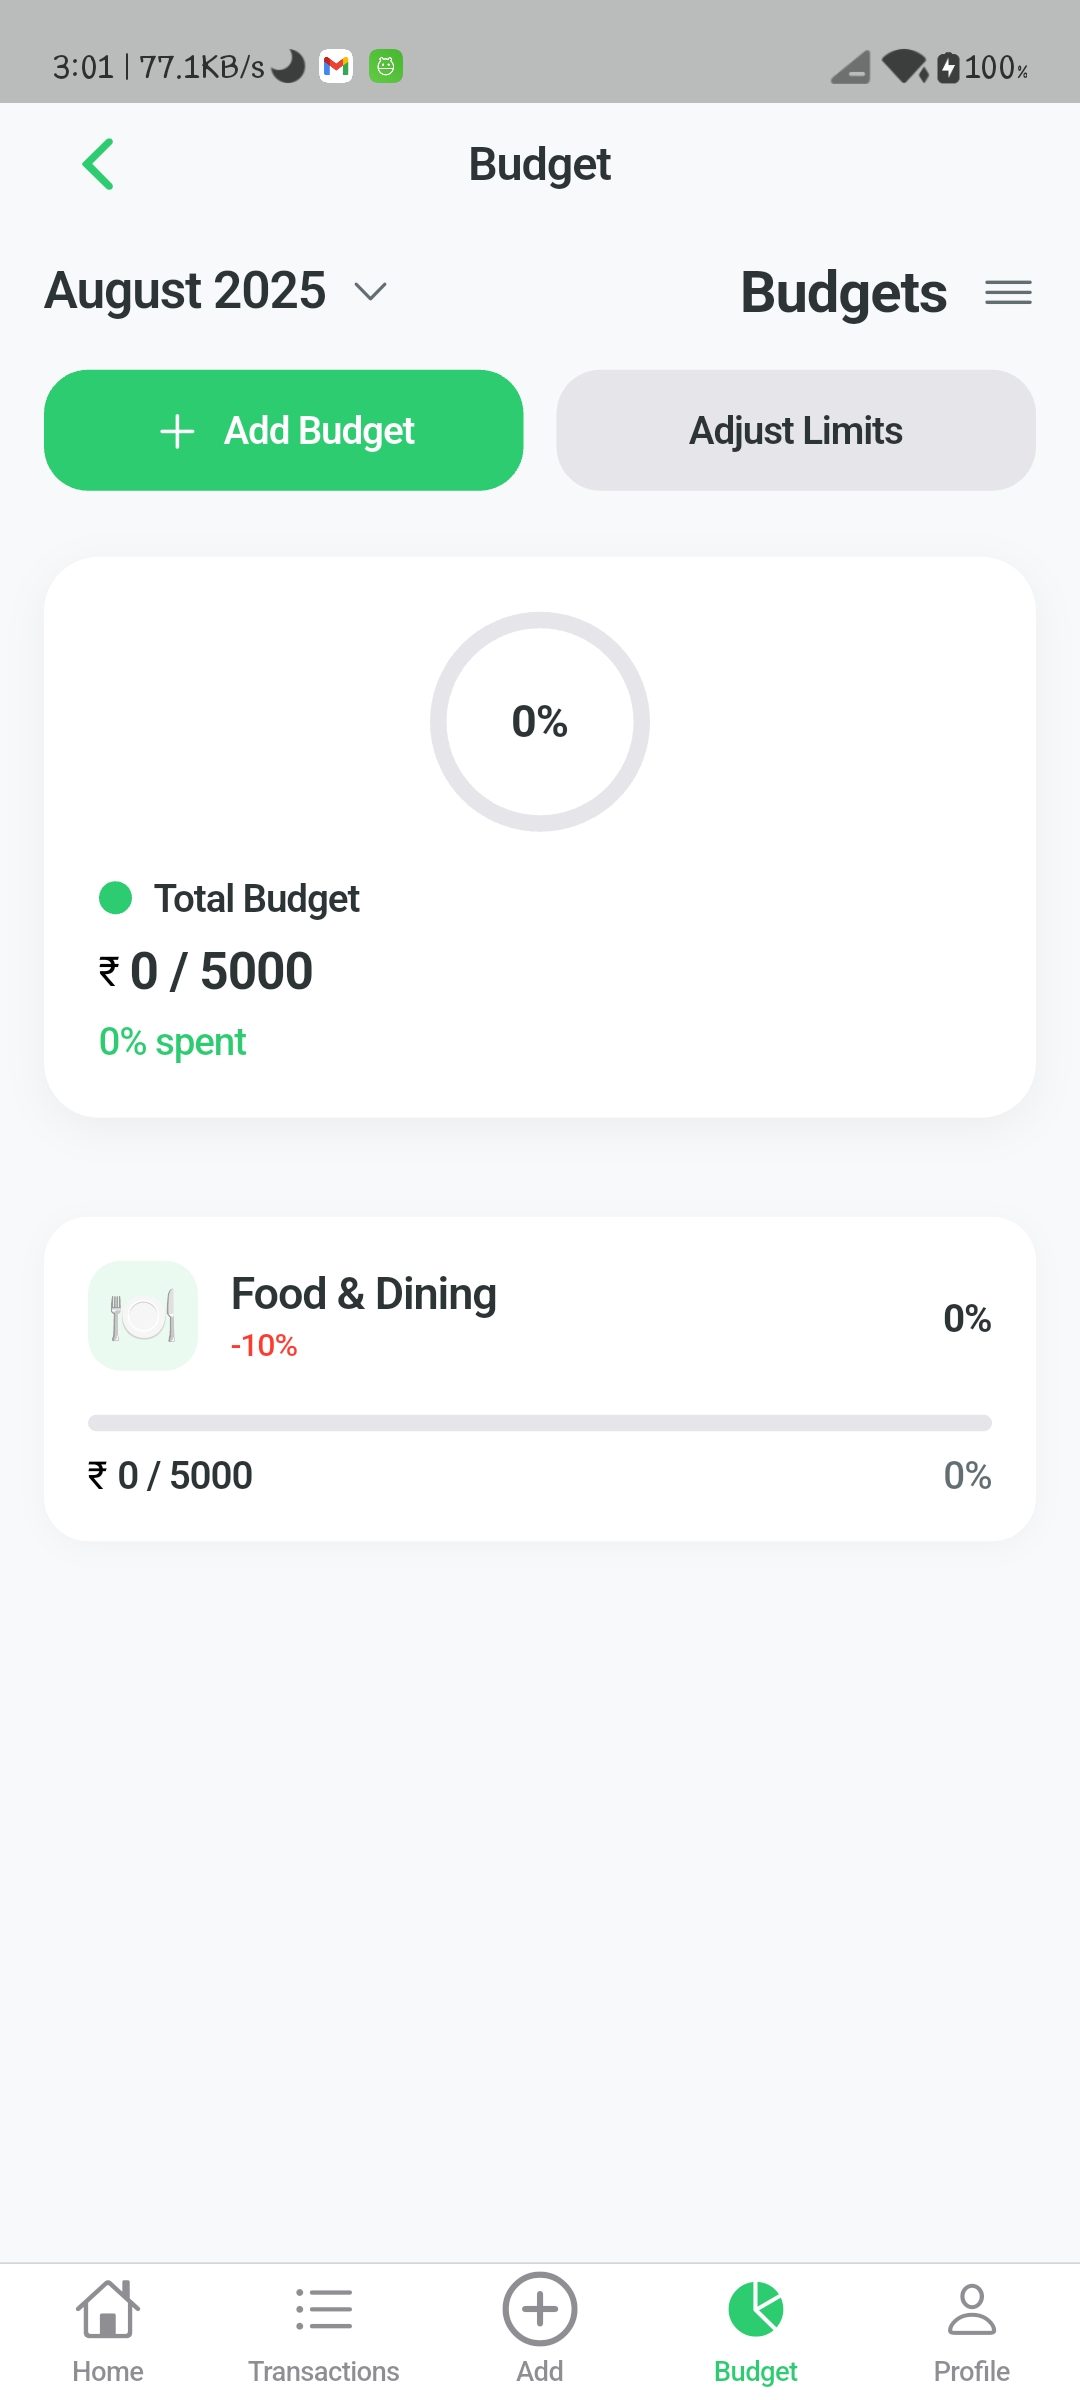 3:01 | 77.1KB/s 100%
Budget
August 2025
Budgets
+ Add Budget
Adjust Limits
0%
Total Budget
₹ 0 / 5000
0% spent
Food & Dining
-10%
0%
₹ 0 / 5000
0%
Home
Transactions
Add
Budget
Profile